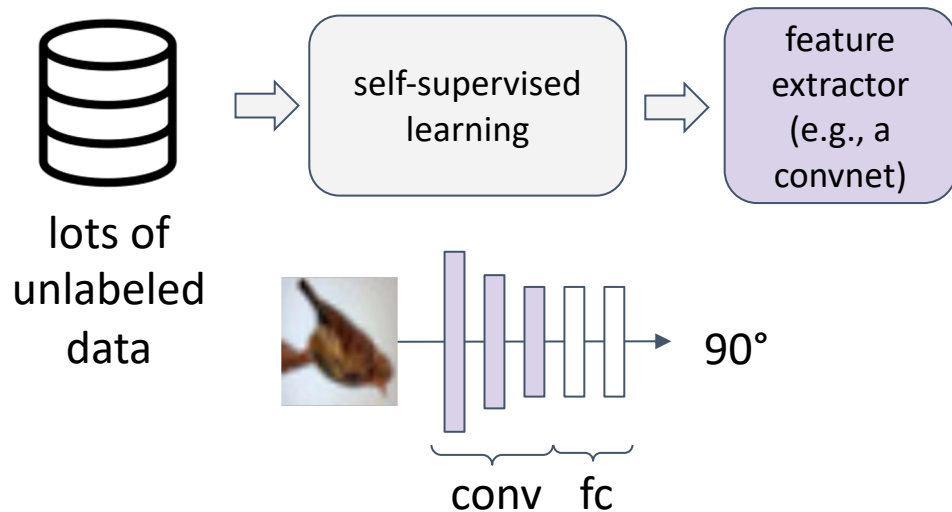 self-supervised
learning
feature
extractor
(e.g., a
convnet)
lots of
unlabeled
data
90°
conv
fc